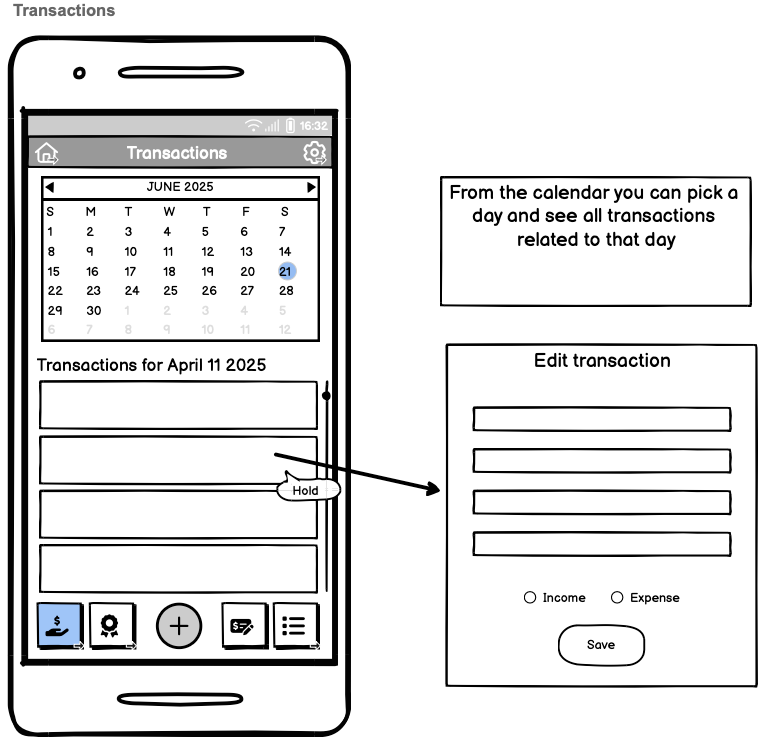 Transactions
16:32
Transactions
JUNE 2025
S M T W T F S
1 2 3 4 5 6 7
8 9 10 11 12 13 14
15 16 17 18 19 20 21
22 23 24 25 26 27 28
29 30 1 2 3 4 5
6 7 8 9 10 11 12
Transactions for April 11 2025
Hold
$
$
From the calendar you can pick a
day and see all transactions
related to that day
Edit transaction
Income Expense
Save